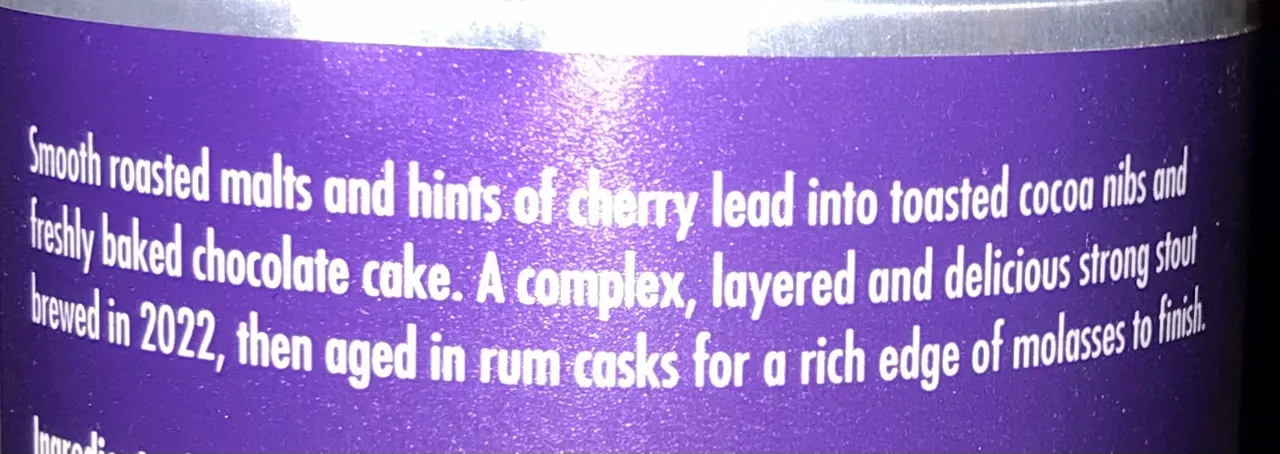 Smooth roasted malts and hints of cherry lead into toasted cocoa nibs and
freshly baked chocolate cake. A complex, layered and delicious strong stout
brewed in 2022, then aged in rum casks for a rich edge of molasses to finish.